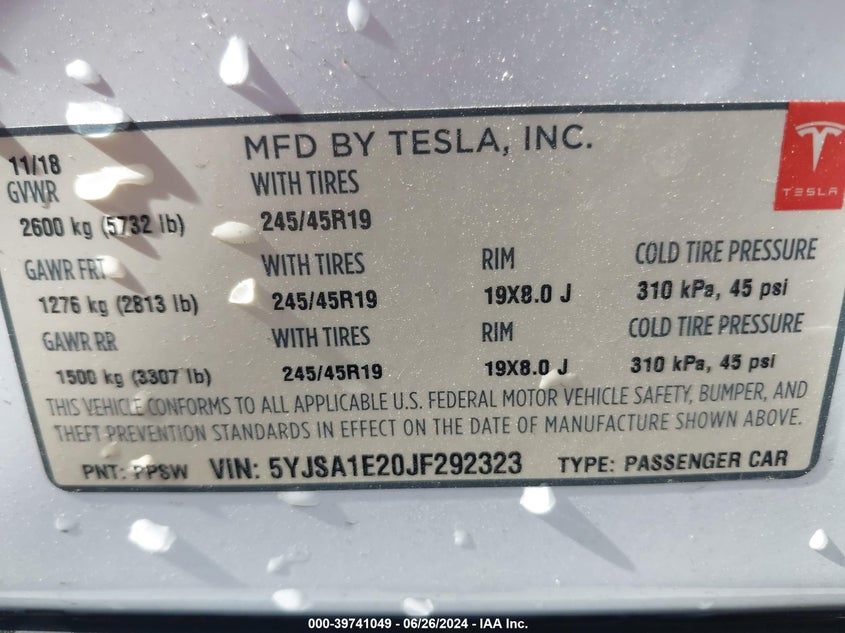 MFD BY TESLA, INC.
11/18
GVWR WITH TIRES
2600 kg (5732 lb) 245/45R19
TESLA
GAWR FRT WITH TIRES RIM COLD TIRE PRESSURE
1276 kg (2813 lb) 245/45R19 19X8.0 J 310 kPa, 45 psi
GAWR RR WITH TIRES RIM COLD TIRE PRESSURE
1500 kg (3307 lb) 245/45R19 19X8.0 J 310 kPa, 45 psi
THIS VEHICLE CONFORMS TO ALL APPLICABLE U.S. FEDERAL MOTOR VEHICLE SAFETY, BUMPER, AND
THEFT PREVENTION STANDARDS IN EFFECT ON THE DATE OF MANUFACTURE SHOWN ABOVE.
PNT: PPSW VIN: 5YJSA1E20JF292323 TYPE: PASSENGER CAR
000-39741049 - 06/26/2024 - IAA Inc.